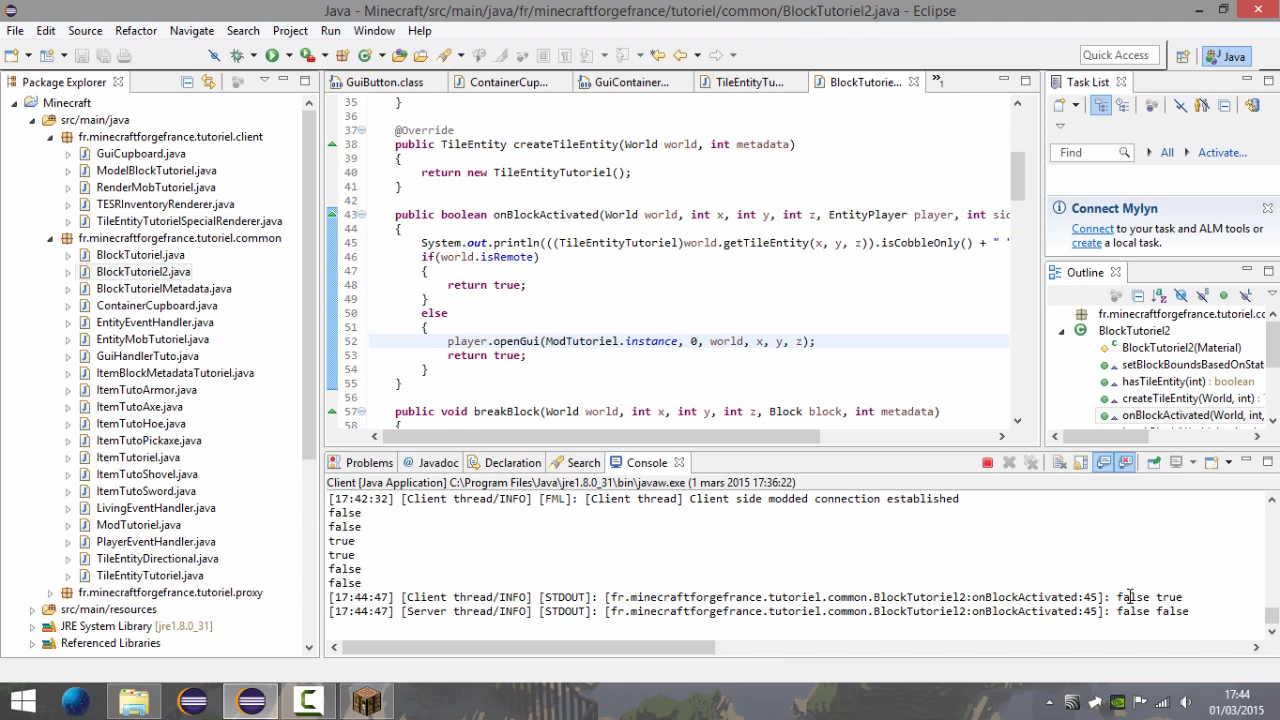 Java - Minecraft/src/main/java/fr/minecraftforgefrance/tutoriel/common/BlockTutoriel2.java - Eclipse
File Edit Source Refactor Navigate Search Project Run Window Help
Quick Access
Java
Package Explorer
Minecraft
src/main/java
fr.minecraftforgefrance.tutoriel.client
GuiCupboard.java
ModelBlockTutoriel.java
RenderMobTutoriel.java
TESRInventoryRenderer.java
TileEntityTutorielSpecialRenderer.java
fr.minecraftforgefrance.tutoriel.common
BlockTutoriel.java
BlockTutoriel2.java
BlockTutorielMetadata.java
ContainerCupboard.java
EntityEventHandler.java
EntityMobTutoriel.java
GuiHandlerTuto.java
ItemBlockMetadataTutoriel.java
ItemTutoArmor.java
ItemTutoAxe.java
ItemTutoHoe.java
ItemTutoPickaxe.java
ItemTutoriel.java
ItemTutoShovel.java
ItemTutoSword.java
LivingEventHandler.java
ModTutoriel.java
PlayerEventHandler.java
TileEntityDirectional.java
TileEntityTutoriel.java
fr.minecraftforgefrance.tutoriel.proxy
src/main/resources
JRE System Library [jre1.8.0_31]
Referenced Libraries
GuiButton.class ContainerCup... GuiContainer... TileEntityTu... BlockTutorie... »1
35 }
36
37 @Override
38 public TileEntity createTileEntity(World world, int metadata)
39 {
40 return new TileEntityTutoriel();
41 }
42
43 public boolean onBlockActivated(World world, int x, int y, int z, EntityPlayer player, int sid
44 {
45 System.out.println(((TileEntityTutoriel)world.getTileEntity(x, y, z)).isCobbleOnly() + " "
46 if(world.isRemote)
47 {
48 return true;
49 }
50 else
51 {
52 player.openGui(ModTutoriel.instance, 0, world, x, y, z);
53 return true;
54 }
55 }
56
57 public void breakBlock(World world, int x, int y, int z, Block block, int metadata)
58 {
Task List
Find All Activate...
Connect Mylyn
Connect to your task and ALM tools or
create a local task.
Outline
fr.minecraftforgefrance.tutoriel.cc
BlockTutoriel2
BlockTutoriel2(Material)
setBlockBoundsBasedOnStat
hasTileEntity(int) : boolean
createTileEntity(World, int) :
onBlockActivated(World, int,
Problems Javadoc Declaration Search Console
Client [Java Application] C:\Program Files\Java\jre1.8.0_31\bin\javaw.exe (1 mars 2015 17:36:22)
[17:42:32] [Client thread/INFO] [FML]: [Client thread] Client side modded connection established
false
false
true
true
false
false
[17:44:47] [Client thread/INFO] [STDOUT]: [fr.minecraftforgefrance.tutoriel.common.BlockTutoriel2:onBlockActivated:45]: false true
[17:44:47] [Server thread/INFO] [STDOUT]: [fr.minecraftforgefrance.tutoriel.common.BlockTutoriel2:onBlockActivated:45]: false false
17:44
01/03/2015